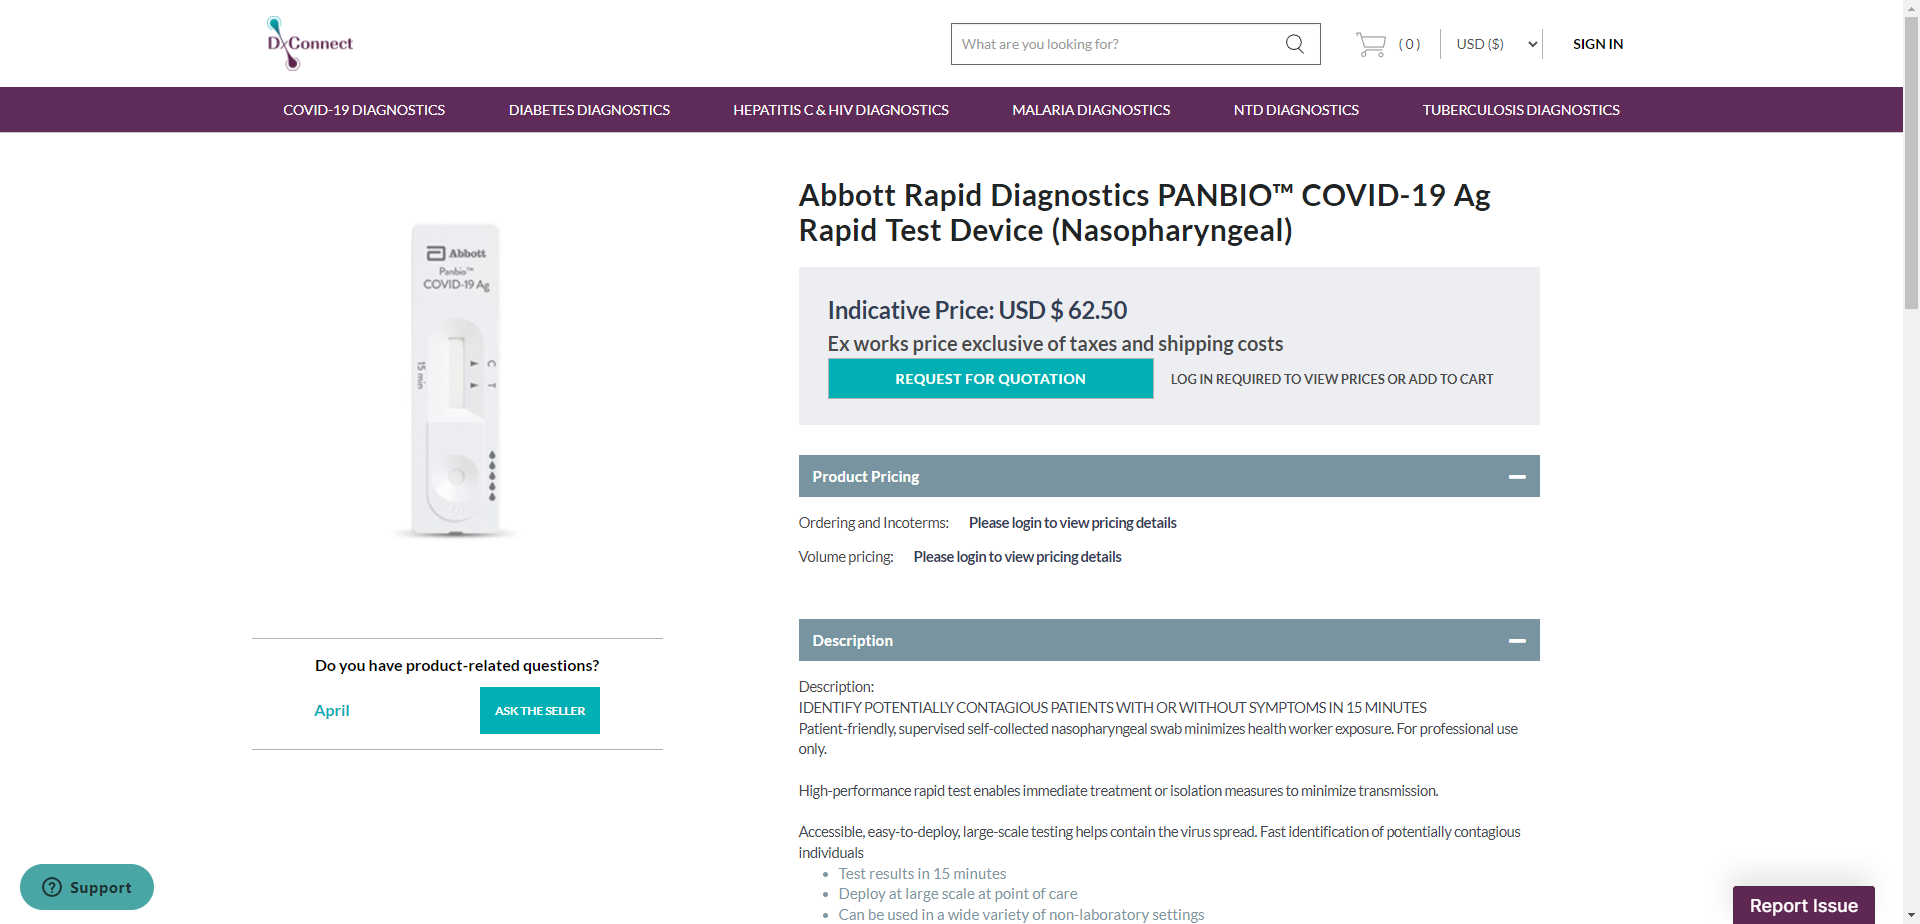 DxConnect
What are you looking for?
( 0 )
USD ($)
SIGN IN
COVID-19 DIAGNOSTICS
DIABETES DIAGNOSTICS
HEPATITIS C & HIV DIAGNOSTICS
MALARIA DIAGNOSTICS
NTD DIAGNOSTICS
TUBERCULOSIS DIAGNOSTICS
Abbott
Panbio™
COVID-19 Ag
C
T
15 min
Do you have product-related questions?
April
ASK THE SELLER
Abbott Rapid Diagnostics PANBIO™ COVID-19 Ag
Rapid Test Device (Nasopharyngeal)
Indicative Price: USD $ 62.50
Ex works price exclusive of taxes and shipping costs
REQUEST FOR QUOTATION
LOG IN REQUIRED TO VIEW PRICES OR ADD TO CART
Product Pricing
Ordering and Incoterms: Please login to view pricing details
Volume pricing: Please login to view pricing details
Description
Description:
IDENTIFY POTENTIALLY CONTAGIOUS PATIENTS WITH OR WITHOUT SYMPTOMS IN 15 MINUTES
Patient-friendly, supervised self-collected nasopharyngeal swab minimizes health worker exposure. For professional use
only.
High-performance rapid test enables immediate treatment or isolation measures to minimize transmission.
Accessible, easy-to-deploy, large-scale testing helps contain the virus spread. Fast identification of potentially contagious
individuals
• Test results in 15 minutes
• Deploy at large scale at point of care
• Can be used in a wide variety of non-laboratory settings
Support
Report Issue